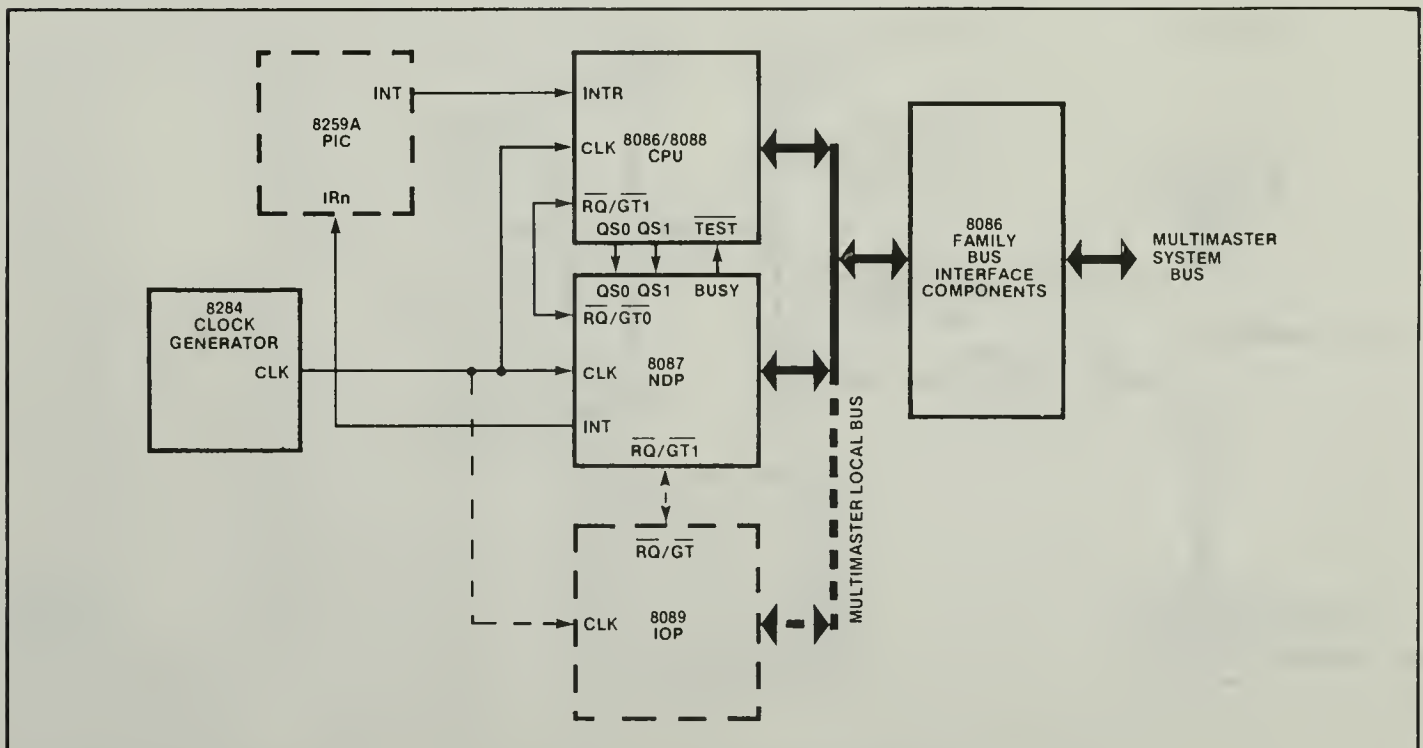 INT
8259A
PIC
IRn
INTR
CLK
8086/8088
CPU
RQ/GT1
QS0 QS1 TEST
QS0 QS1 BUSY
RQ/GT0
CLK
8087
NDP
INT
RQ/GT1
8284
CLOCK
GENERATOR
CLK
RQ/GT
CLK
8089
IOP
MULTIMASTER LOCAL BUS
8086
FAMILY
BUS
INTERFACE
COMPONENTS
MULTIMASTER
SYSTEM
BUS